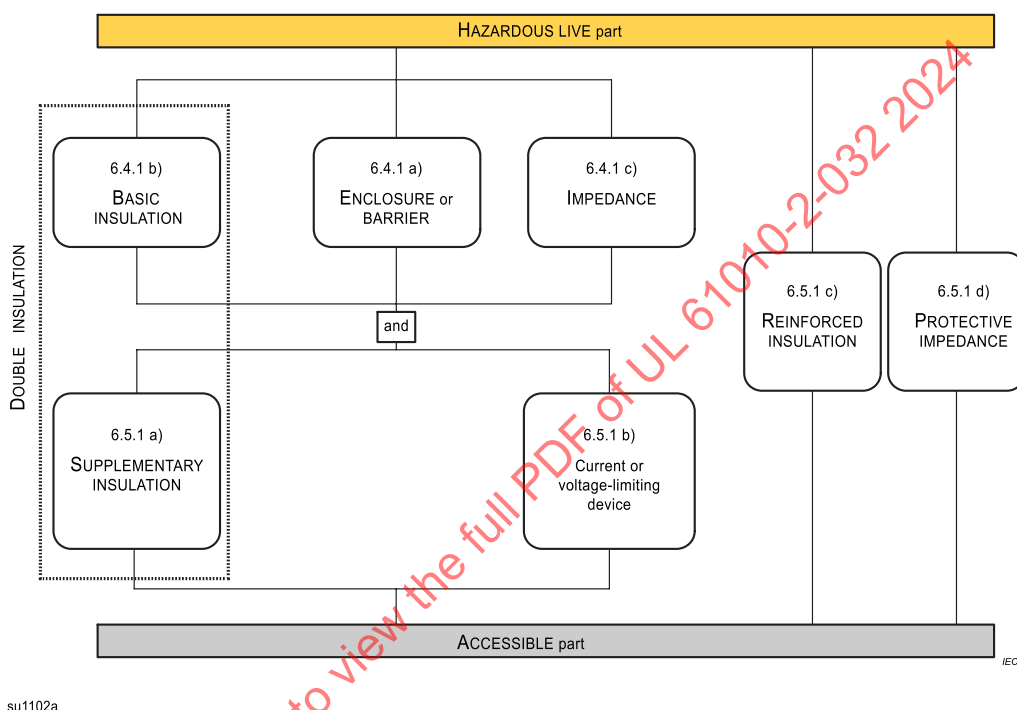 HAZARDOUS LIVE part
6.4.1 b)
BASIC
INSULATION
6.4.1 a)
ENCLOSURE or
BARRIER
6.4.1 c)
IMPEDANCE
DOUBLE INSULATION
and
6.5.1 c)
REINFORCED
INSULATION
6.5.1 d)
PROTECTIVE
IMPEDANCE
6.5.1 a)
SUPPLEMENTARY
INSULATION
6.5.1 b)
Current or
voltage-limiting
device
ACCESSIBLE part
IEC
su1102a
to view the full PDF of UL 61010-2-032 2024